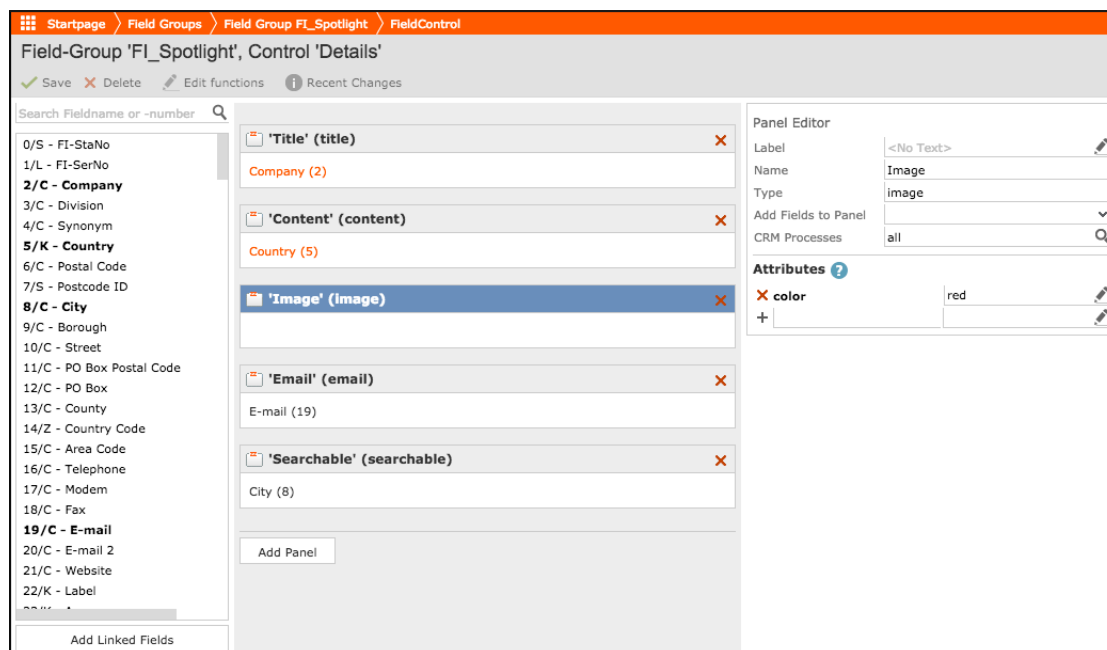 Startpage Field Groups Field Group FI_Spotlight FieldControl
Field-Group 'FI_Spotlight', Control 'Details'
Save Delete Edit functions Recent Changes
Search Fieldname or -number
0/S - FI-StaNo
1/L - FI-SerNo
2/C - Company
3/C - Division
4/C - Synonym
5/K - Country
6/C - Postal Code
7/S - Postcode ID
8/C - City
9/C - Borough
10/C - Street
11/C - PO Box Postal Code
12/C - PO Box
13/C - County
14/Z - Country Code
15/C - Area Code
16/C - Telephone
17/C - Modem
18/C - Fax
19/C - E-mail
20/C - E-mail 2
21/C - Website
22/K - Label
Add Linked Fields
'Title' (title)
Company (2)
'Content' (content)
Country (5)
'Image' (image)
'Email' (email)
E-mail (19)
'Searchable' (searchable)
City (8)
Add Panel
Panel Editor
Label <No Text>
Name Image
Type image
Add Fields to Panel
CRM Processes all
Attributes ?
color red